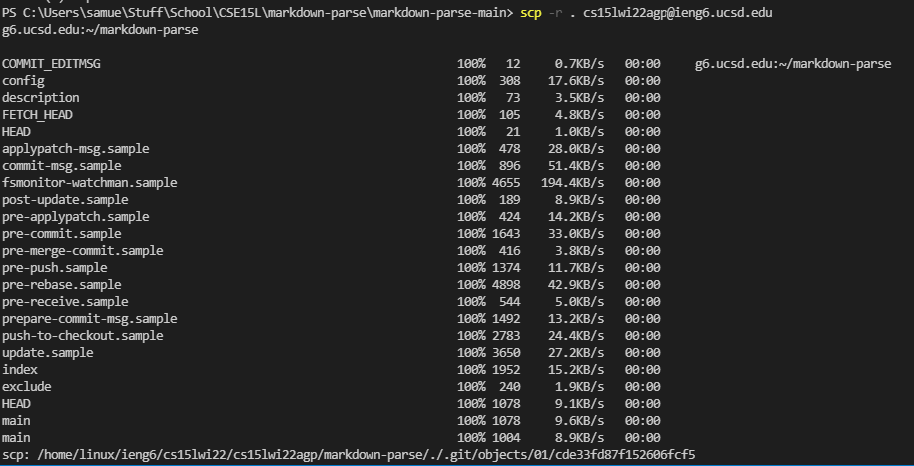 PS C:\Users\samue\Stuff\School\CSE15L\markdown-parse\markdown-parse-main> scp -r . cs15lwi22agp@ieng6.ucsd.edu
g6.ucsd.edu:~/markdown-parse
COMMIT_EDITMSG 100% 12 0.7KB/s 00:00 g6.ucsd.edu:~/markdown-parse
config 100% 308 17.6KB/s 00:00
description 100% 73 3.5KB/s 00:00
FETCH_HEAD 100% 105 4.8KB/s 00:00
HEAD 100% 21 1.0KB/s 00:00
applypatch-msg.sample 100% 478 28.0KB/s 00:00
commit-msg.sample 100% 896 51.4KB/s 00:00
fsmonitor-watchman.sample 100% 4655 194.4KB/s 00:00
post-update.sample 100% 189 8.9KB/s 00:00
pre-applypatch.sample 100% 424 14.2KB/s 00:00
pre-commit.sample 100% 1643 33.0KB/s 00:00
pre-merge-commit.sample 100% 416 3.8KB/s 00:00
pre-push.sample 100% 1374 11.7KB/s 00:00
pre-rebase.sample 100% 4898 42.9KB/s 00:00
pre-receive.sample 100% 544 5.0KB/s 00:00
prepare-commit-msg.sample 100% 1492 13.2KB/s 00:00
push-to-checkout.sample 100% 2783 24.4KB/s 00:00
update.sample 100% 3650 27.2KB/s 00:00
index 100% 1952 15.2KB/s 00:00
exclude 100% 240 1.9KB/s 00:00
HEAD 100% 1078 9.1KB/s 00:00
main 100% 1078 9.6KB/s 00:00
main 100% 1004 8.9KB/s 00:00
scp: /home/linux/ieng6/cs15lwi22/cs15lwi22agp/markdown-parse/./.git/objects/01/cde33fd87f152606fcf5